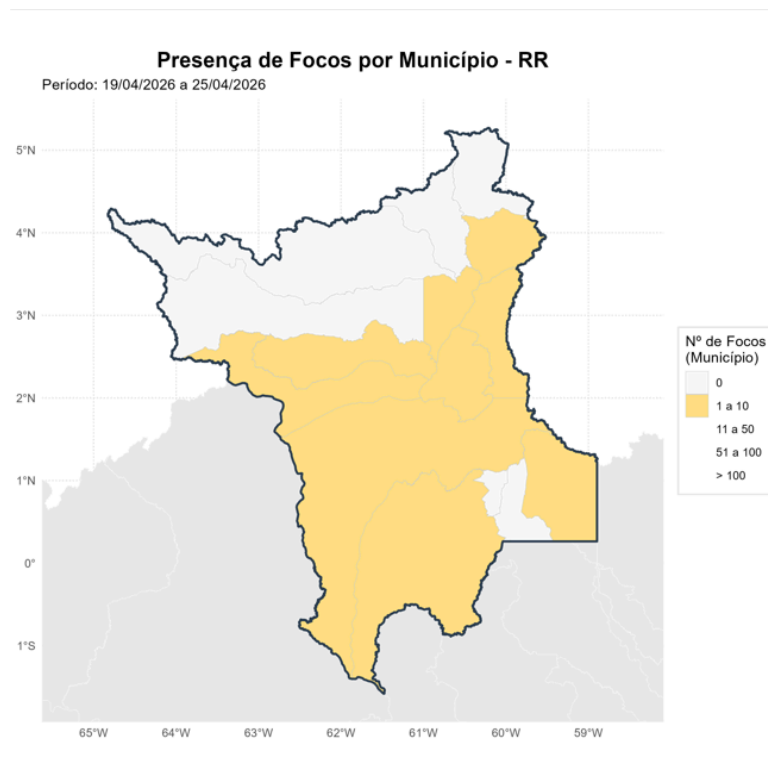 Presença de Focos por Município - RR
Período: 19/04/2026 a 25/04/2026
5°N
4°N
3°N
2°N
1°N
0°
1°S
65°W 64°W 63°W 62°W 61°W 60°W 59°W
Nº de Focos
(Município)
0
1 a 10
11 a 50
51 a 100
> 100